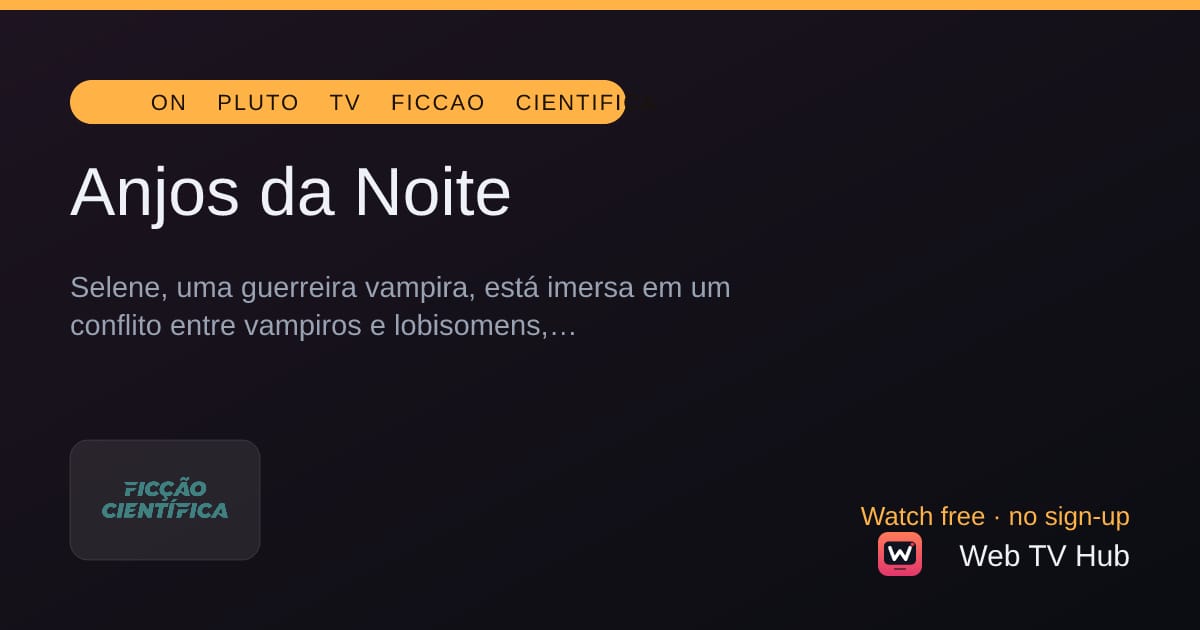 ON PLUTO TV FICCAO
Anjos da Noite
Selene, uma guerreira vampira, está imersa em um
conflito entre vampiros e lobisomens,…
FICÇÃO
CIENTÍFICA
Watch free · no sign-up
Web TV Hub